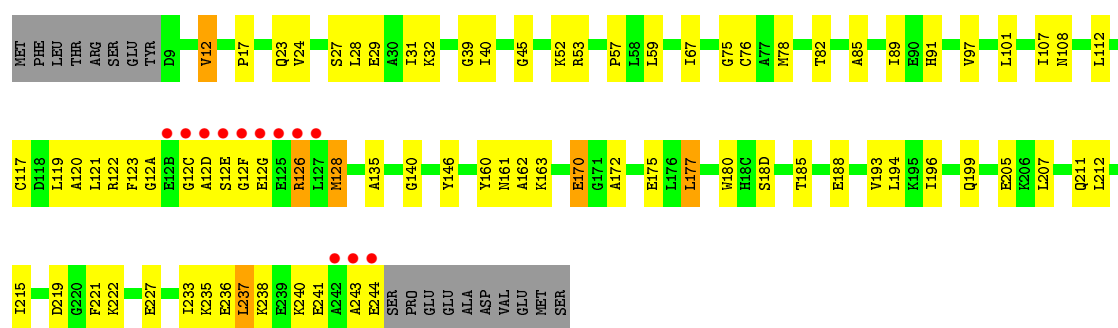 MET PHE LEU THR ARG SER GLU TYR D9 V12 P17 Q23 V24 S27 L28 E29 A30 I31 K32 G39 I40 G45 K52 R53 P57 L58 L59 I67 G75 C76 A77 M78 T82 A85 I89 E90 H91 V97 L101 I107 N108 L112
C117 D118 L119 A120 L121 R122 F123 G12A E12B G12C A12D S12E G12F E12G E125 R126 L127 M128 A135 G140 Y146 Y160 N161 A162 K163 E170 G171 A172 E175 L176 L177 W180 H18C S18D T185 E188 V193 L194 K195 I196 Q199 E205 K206 L207 Q211 L212
I215 D219 G220 F221 K222 E227 I233 K235 E236 L237 K238 E239 K240 E241 A242 A243 E244 SER PRO GLU GLU ALA ASP VAL GLU MET SER